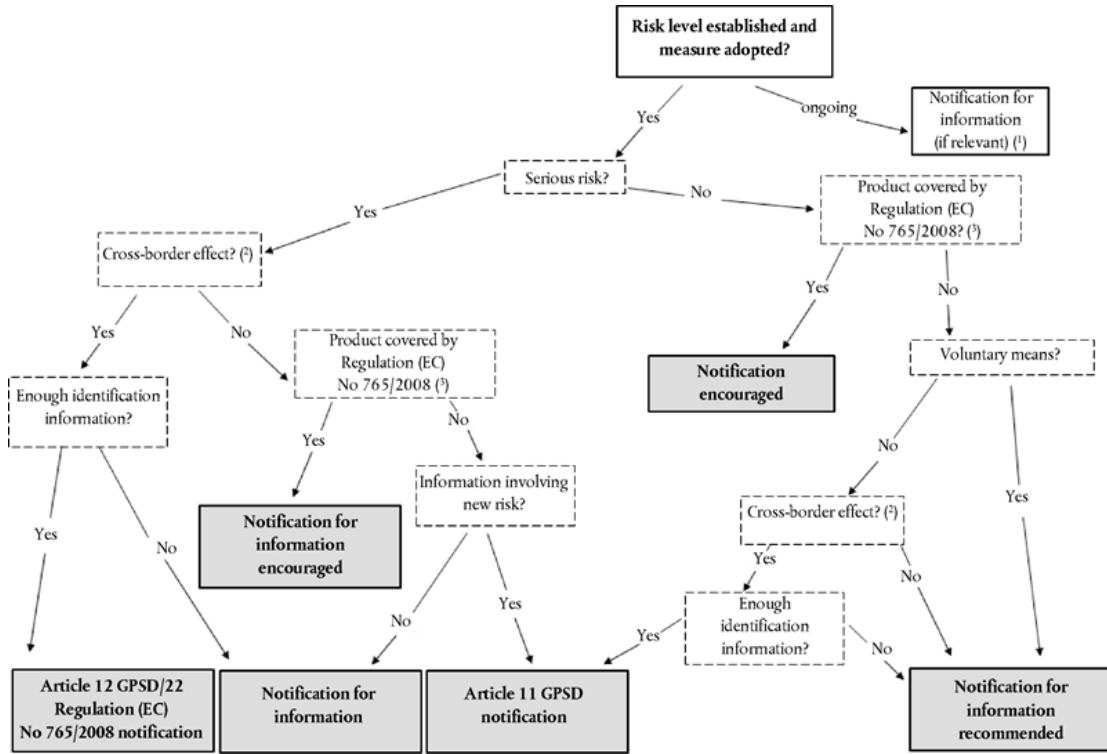 Risk level established and
measure adopted?
Yes
ongoing
Notification for
information
(if relevant) (¹)
Serious risk?
Yes
No
Product covered by
Regulation (EC)
No 765/2008? (³)
Cross-border effect? (²)
Yes
No
Yes
No
Product covered by
Regulation (EC)
No 765/2008 (³)
Notification
encouraged
Voluntary means?
Enough identification
information?
Yes
No
No
Yes
Information involving
new risk?
Yes
No
Notification for
information
encouraged
Cross-border effect? (²)
Yes
No
No
Yes
Enough
identification
information?
Yes
No
Article 12 GPSD/22
Regulation (EC)
No 765/2008 notification
Notification for
information
Article 11 GPSD
notification
Notification for
information
recommended